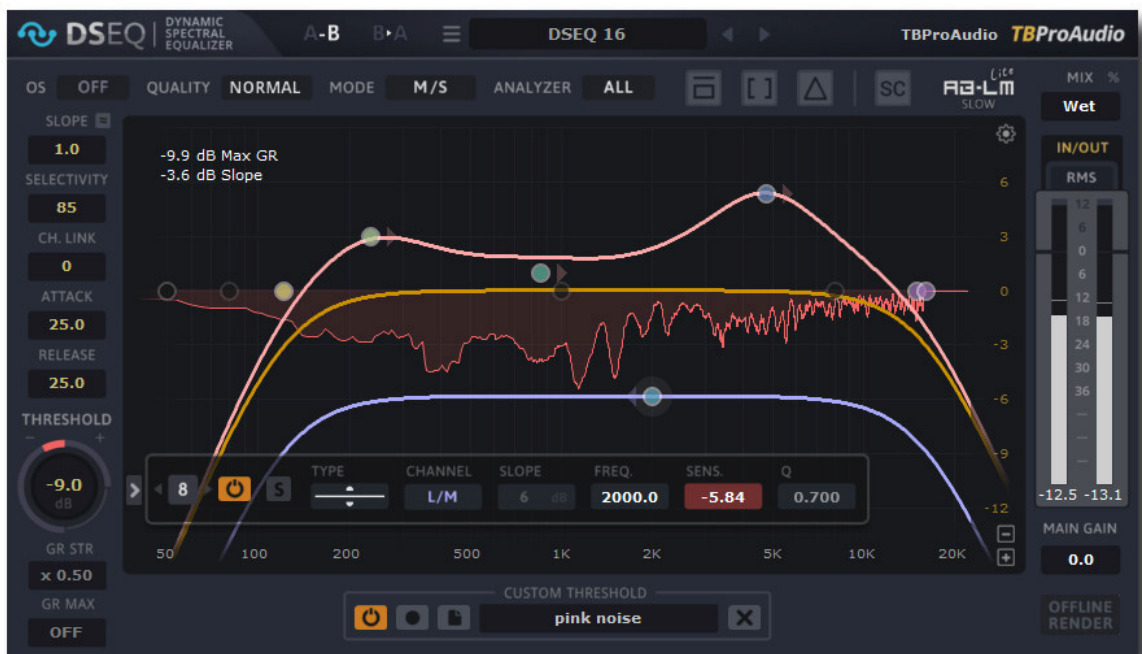 DSEQ
DYNAMIC
SPECTRAL
EQUALIZER
A-B
B▸A
DSEQ 16
TBProAudio
TBProAudio
OS
OFF
QUALITY
NORMAL
MODE
M/S
ANALYZER
ALL
[ ]
SC
AB-LM
Lite
SLOW
MIX %
Wet
SLOPE
1.0
SELECTIVITY
85
CH. LINK
0
ATTACK
25.0
RELEASE
25.0
THRESHOLD
- +
-9.0
dB
GR STR
x 0.50
GR MAX
OFF
-9.9 dB Max GR
-3.6 dB Slope
6
3
0
-3
-6
-9
-12
8
S
TYPE
CHANNEL
L/M
SLOPE
6 dB
FREQ.
2000.0
SENS.
-5.84
Q
0.700
50 100 200 500 1K 2K 5K 10K 20K
CUSTOM THRESHOLD
pink noise
IN/OUT
RMS
12
6
0
6
12
18
24
30
36
-12.5 -13.1
MAIN GAIN
0.0
OFFLINE
RENDER